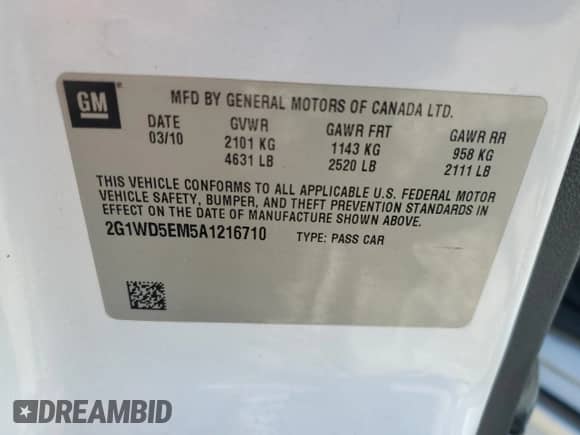 GM
MFD BY GENERAL MOTORS OF CANADA LTD.
DATE GVWR GAWR FRT GAWR RR
03/10 2101 KG 1143 KG 958 KG
4631 LB 2520 LB 2111 LB
THIS VEHICLE CONFORMS TO ALL APPLICABLE U.S. FEDERAL MOTOR
VEHICLE SAFETY, BUMPER, AND THEFT PREVENTION STANDARDS IN
EFFECT ON THE DATE OF MANUFACTURE SHOWN ABOVE.
2G1WD5EM5A1216710 TYPE: PASS CAR
DREAMBID